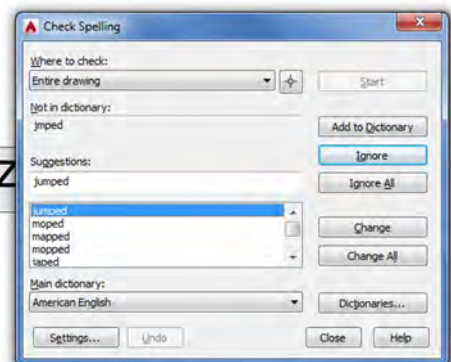 A Check Spelling
Where to check:
Entire drawing
Start
Not in dictionary:
jmped
Add to Dictionary
Ignore
Suggestions:
jumped
Ignore All
jumped
moped
mapped
mopped
taped
Change
Change All
Main dictionary:
American English
Dictionaries...
Settings...
Undo
Close
Help
Z